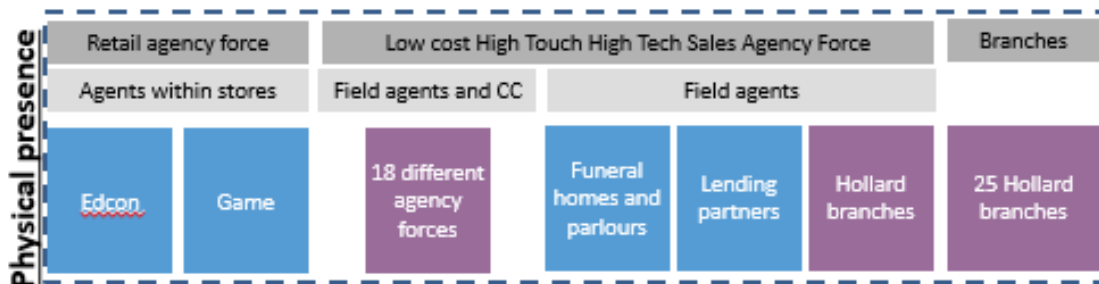 Physical presence
Retail agency force
Low cost High Touch High Tech Sales Agency Force
Branches
Agents within stores
Field agents and CC
Field agents
Edcon
Game
18 different
agency
forces
Funeral
homes and
parlours
Lending
partners
Hollard
branches
25 Hollard
branches